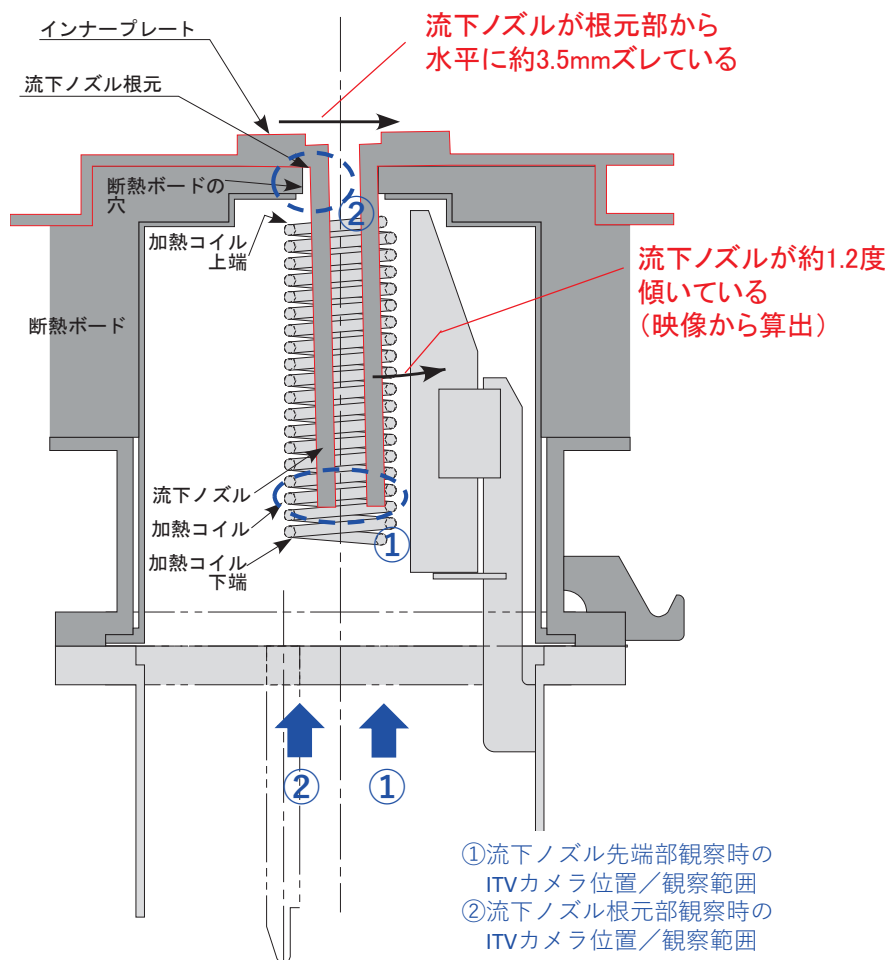 流下ノズルが根元部から
水平に約3.5mmズレている
インナープレート
流下ノズル根元
断熱ボードの
穴
②
加熱コイル
上端
流下ノズルが約1.2度
傾いている
（映像から算出）
断熱ボード
流下ノズル
加熱コイル
①
加熱コイル
下端
②
①
①流下ノズル先端部観察時の
ITVカメラ位置／観察範囲
②流下ノズル根元部観察時の
ITVカメラ位置／観察範囲